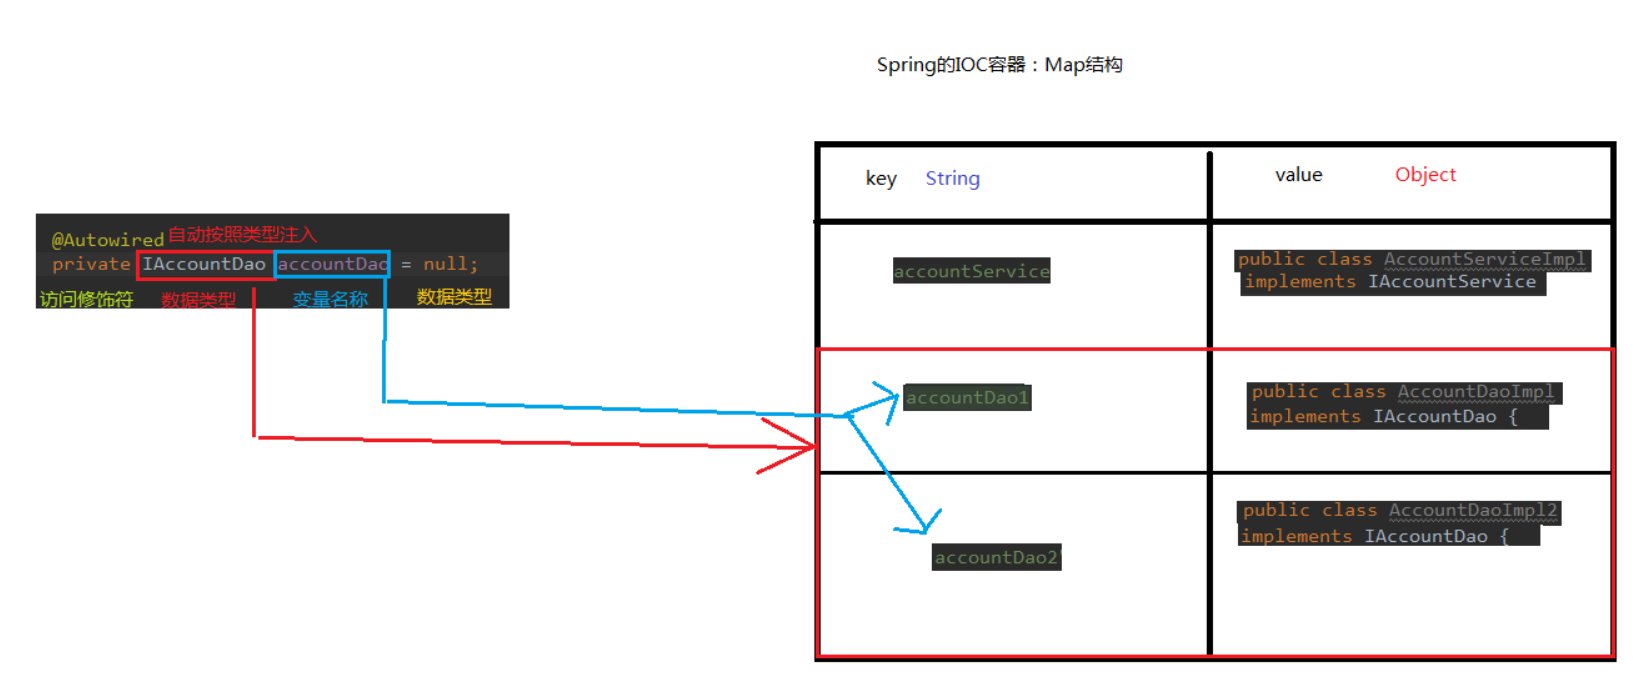 Spring的IOC容器：Map结构
key String
value Object
@Autowired 自动按照类型注入
private IAccountDao accountDao = null;
访问修饰符 数据类型 变量名称 数据类型
accountService
public class AccountServiceImpl
implements IAccountService
accountDao1
public class AccountDaoImpl
implements IAccountDao {
accountDao2
public class AccountDaoImpl2
implements IAccountDao {